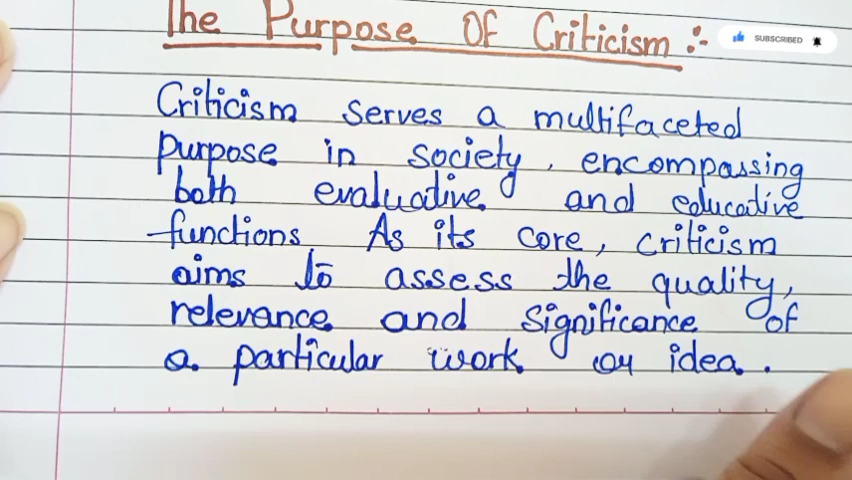 The Purpose Of Criticism :-
SUBSCRIBED
Criticism serves a multifaceted
purpose in society, encompassing
both evaluative and educative
functions. As its core, criticism
aims to assess the quality,
relevance and significance of
a particular work or idea.